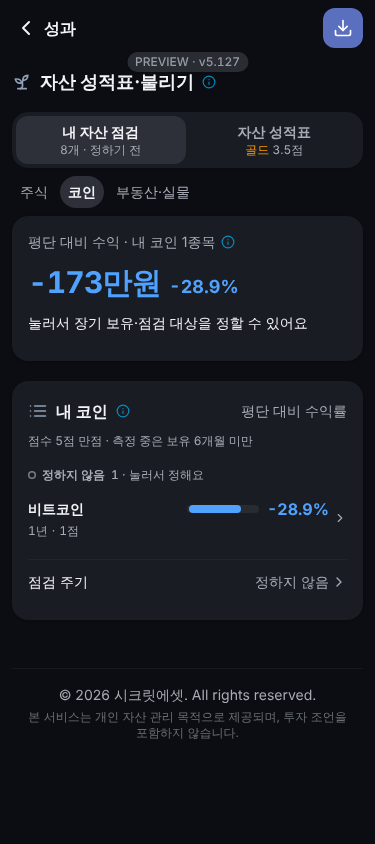 성과
PREVIEW · v5.127
자산 성적표·불리기
내 자산 점검
8개 · 정하기 전
자산 성적표
골드 3.5점
주식 코인 부동산·실물
평단 대비 수익 · 내 코인 1종목
-173만원 -28.9%
눌러서 장기 보유·점검 대상을 정할 수 있어요
내 코인 평단 대비 수익률
점수 5점 만점 · 측정 중은 보유 6개월 미만
정하지 않음 1 · 눌러서 정해요
비트코인 -28.9%
1년 · 1점
점검 주기 정하지 않음
© 2026 시크릿에셋. All rights reserved.
본 서비스는 개인 자산 관리 목적으로 제공되며, 투자 조언을
포함하지 않습니다.